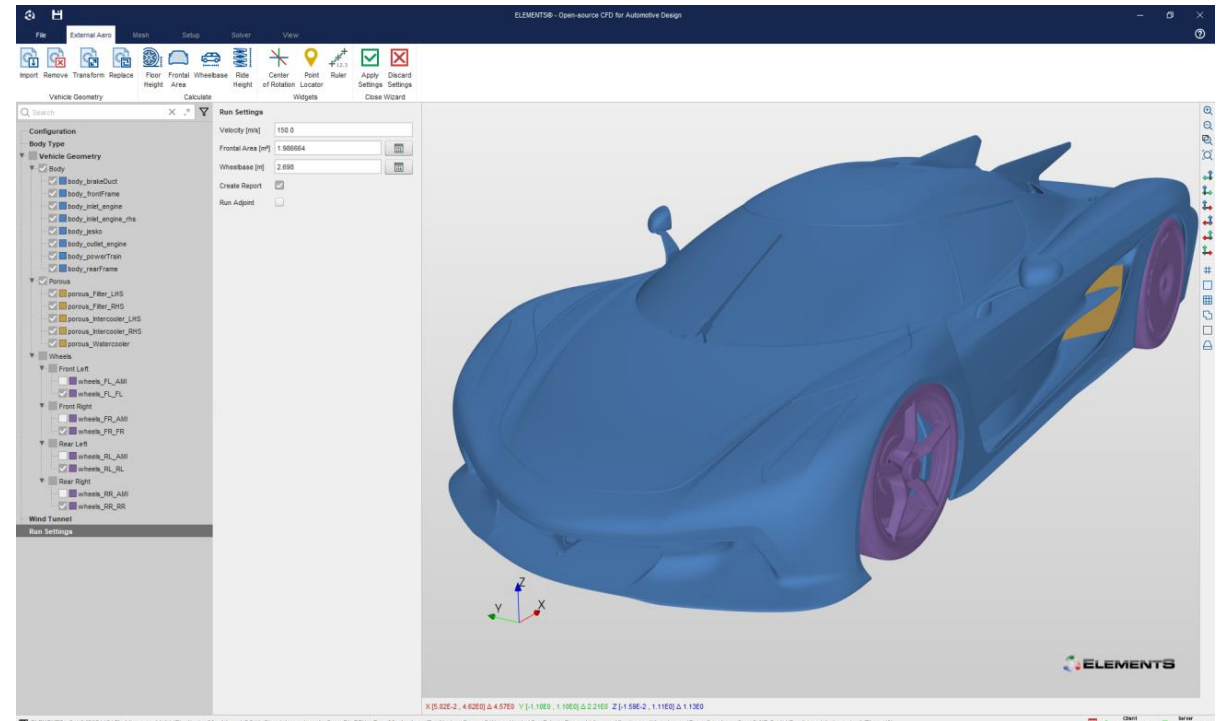 ELEMENTS® - Open-source CFD for Automotive Design
File External Aero Mesh Setup Solver View
Import Remove Transform Replace Floor Height Frontal Area Wheelbase Ride Height Center of Rotation Point Locator Ruler Apply Settings Discard Settings
Vehicle Geometry Calculate Widgets Close Wizard
Search
Configuration
Body Type
Vehicle Geometry
Body
body_brakeDuct
body_frontFrame
body_inlet_engine
body_inlet_engine_rhs
body_jesko
body_outlet_engine
body_powerTrain
body_rearFrame
Porous
porous_Filter_LHS
porous_Filter_RHS
porous_Intercooler_LHS
porous_Intercooler_RHS
porous_Watercooler
Wheels
Front Left
wheels_FL_AMI
wheels_FL_FL
Front Right
wheels_FR_AMI
wheels_FR_FR
Rear Left
wheels_RL_AMI
wheels_RL_RL
Rear Right
wheels_RR_AMI
wheels_RR_RR
Wind Tunnel
Run Settings
Run Settings
Velocity [m/s] 150.0
Frontal Area [m²] 1.986664
Wheelbase [m] 2.698
Create Report
Run Adjoint
Z
Y X
ELEMENTS
X [5.02E-2 , 4.62E0] Δ 4.57E0 Y [-1.10E0 , 1.10E0] Δ 2.21E0 Z [-1.59E-2 , 1.11E0] Δ 1.13E0
Client Server